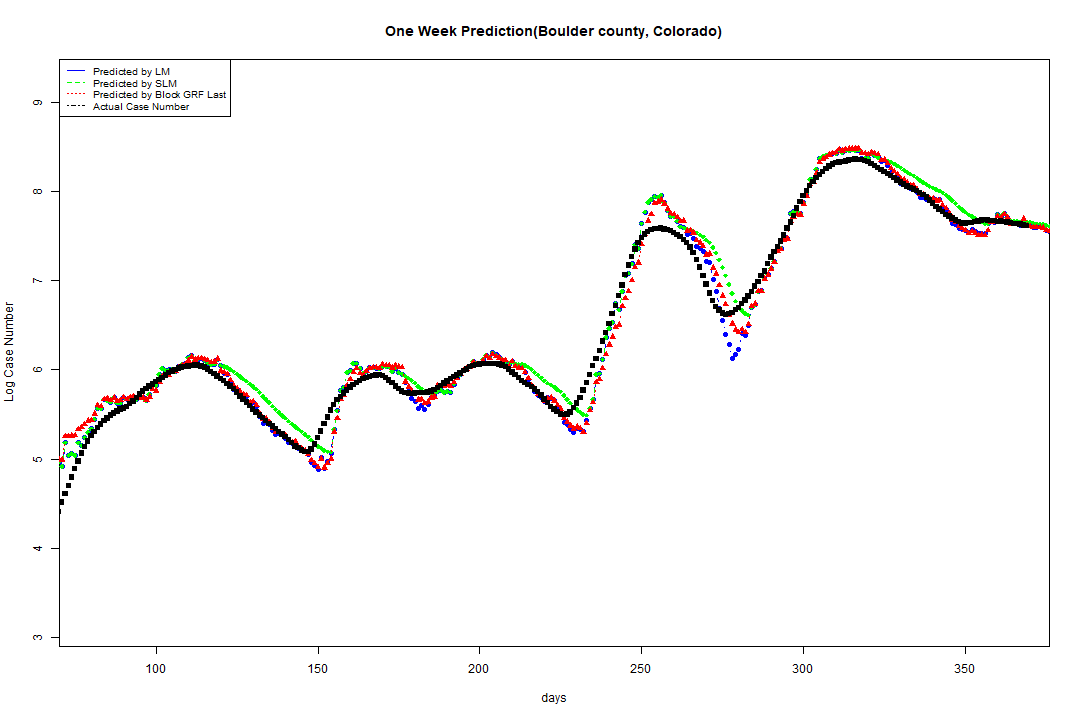 One Week Prediction(Boulder county, Colorado)
Predicted by LM
Predicted by SLM
Predicted by Block GRF Last
Actual Case Number
9
8
7
6
5
4
3
Log Case Number
100 150 200 250 300 350
days